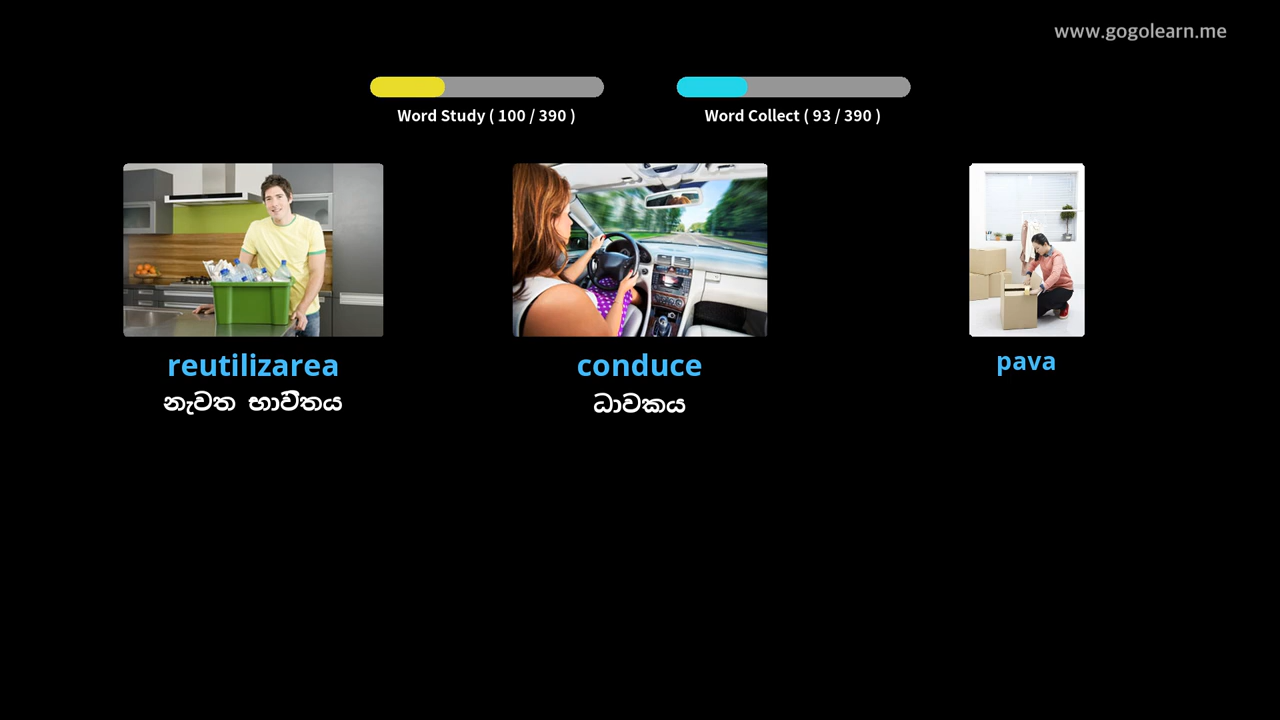 www.gogolearn.me
Word Study ( 100 / 390 )
Word Collect ( 93 / 390 )
reutilizarea
නැවත භාවිතය
conduce
ධාවකය
pava